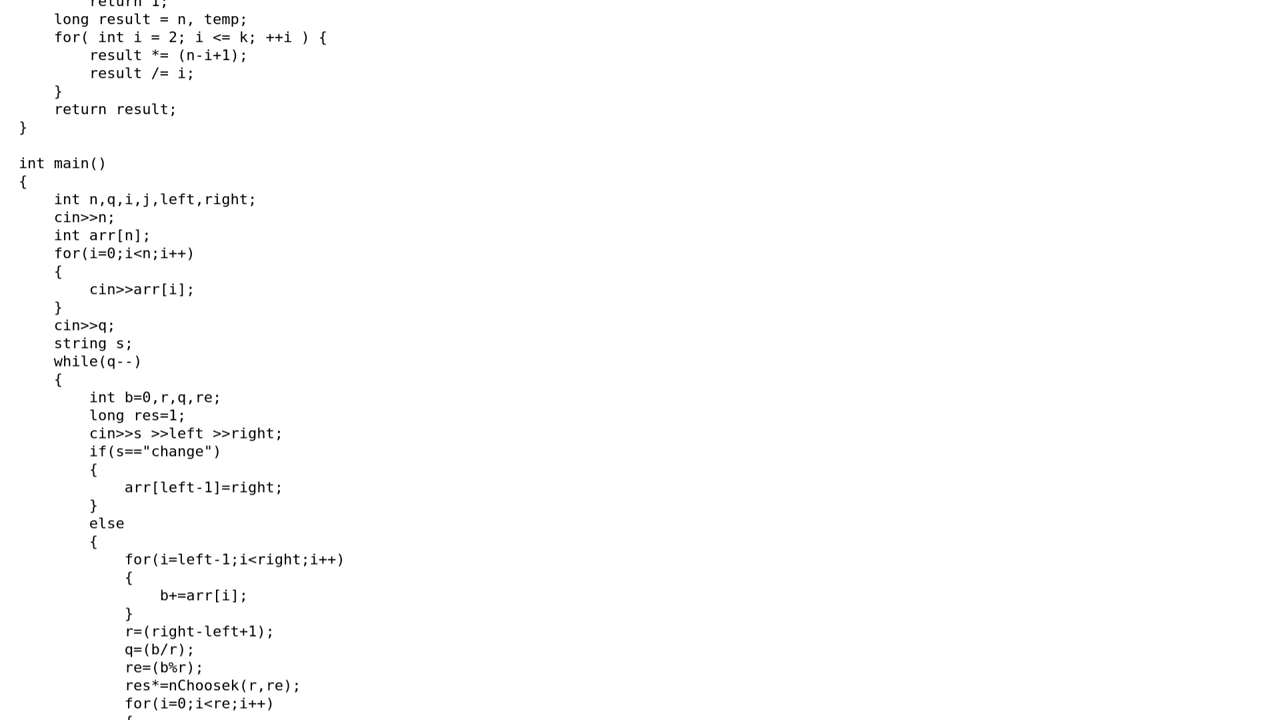 return 1;
long result = n, temp;
for( int i = 2; i <= k; ++i ) {
result *= (n-i+1);
result /= i;
}
return result;
}
int main()
{
int n,q,i,j,left,right;
cin>>n;
int arr[n];
for(i=0;i<n;i++)
{
cin>>arr[i];
}
cin>>q;
string s;
while(q--)
{
int b=0,r,q,re;
long res=1;
cin>>s >>left >>right;
if(s=="change")
{
arr[left-1]=right;
}
else
{
for(i=left-1;i<right;i++)
{
b+=arr[i];
}
r=(right-left+1);
q=(b/r);
re=(b%r);
res*=nChoosek(r,re);
for(i=0;i<re;i++)
{